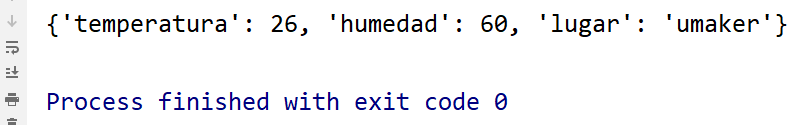 {'temperatura': 26, 'humedad': 60, 'lugar': 'umaker'}
Process finished with exit code 0